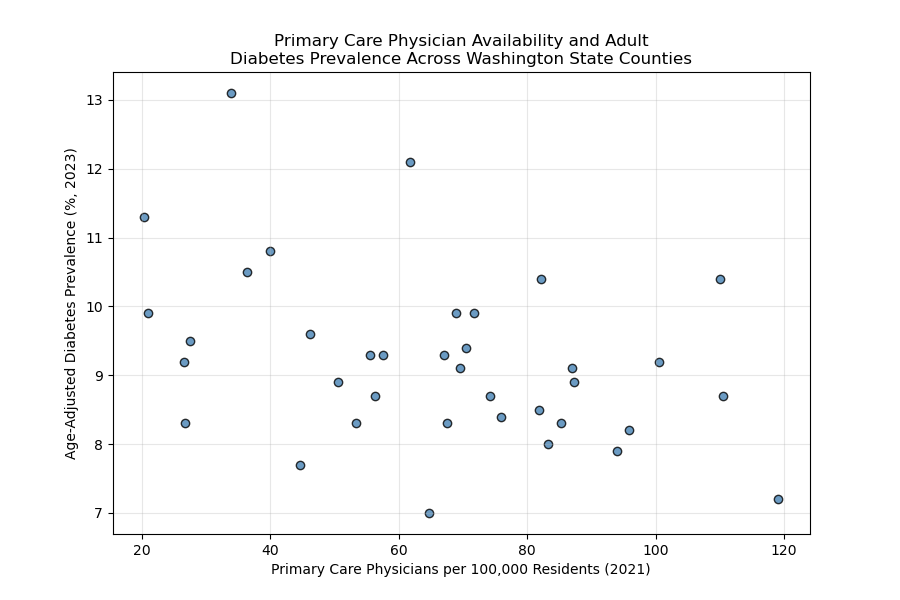 Primary Care Physician Availability and Adult
Diabetes Prevalence Across Washington State Counties
Age-Adjusted Diabetes Prevalence (%, 2023)
13
12
11
10
9
8
7
20 40 60 80 100 120
Primary Care Physicians per 100,000 Residents (2021)